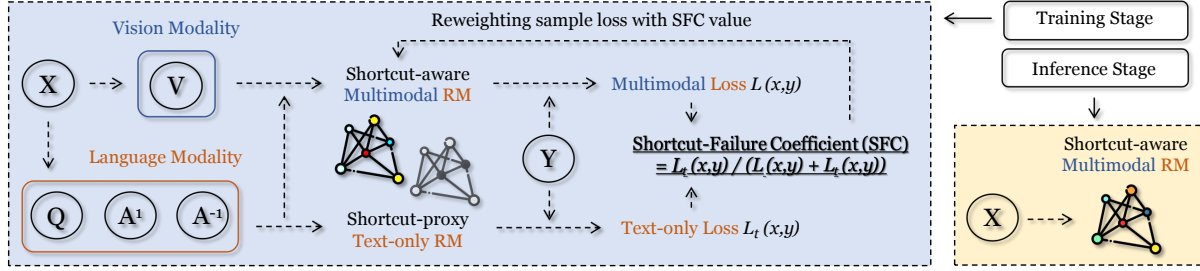 Reweighting sample loss with SFC value
Training Stage
Inference Stage
Vision Modality
X
V
Shortcut-aware
Multimodal RM
Multimodal Loss L (x,y)
Language Modality
Y
Shortcut-Failure Coefficient (SFC)
= Lt (x,y) / (L (x,y) + Lt (x,y))
Q
A¹
A⁻¹
Shortcut-proxy
Text-only RM
Text-only Loss Lt (x,y)
Shortcut-aware
Multimodal RM
X